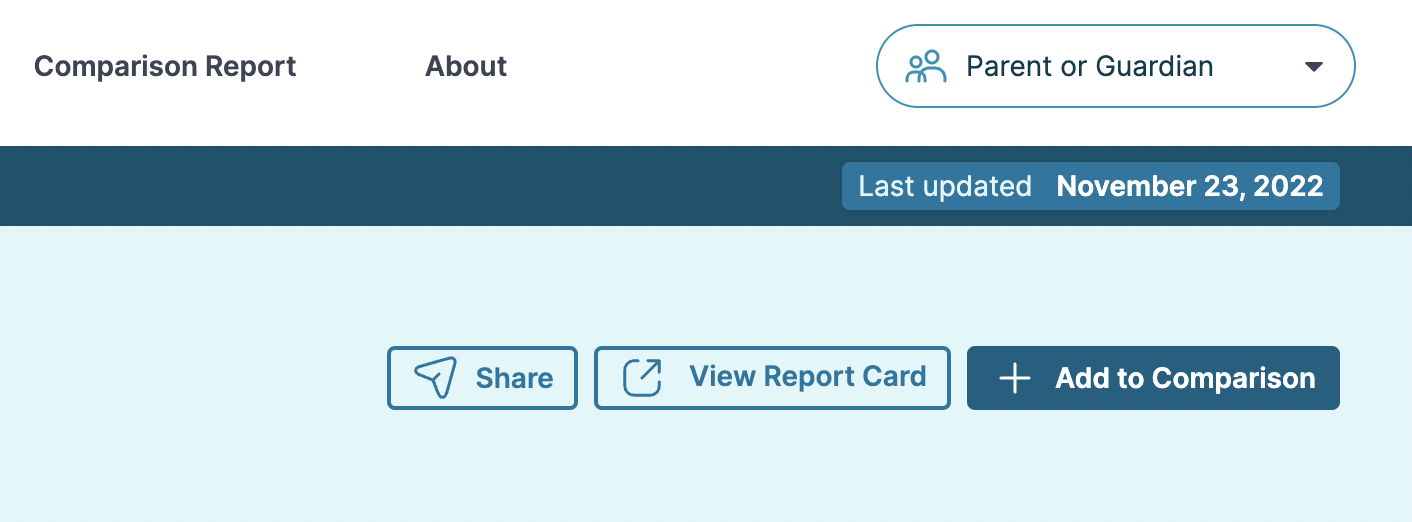 Comparison Report
About
Parent or Guardian
Last updated November 23, 2022
Share
View Report Card
Add to Comparison